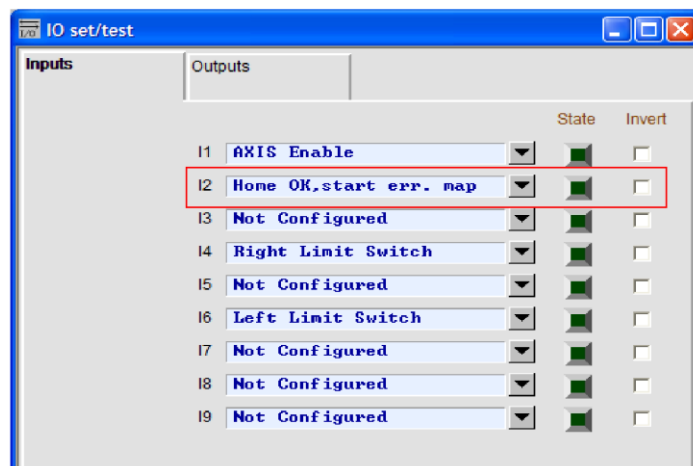 I/O IO set/test
Inputs Outputs
State Invert
I1 AXIS Enable
I2 Home OK,start err. map
I3 Not Configured
I4 Right Limit Switch
I5 Not Configured
I6 Left Limit Switch
I7 Not Configured
I8 Not Configured
I9 Not Configured